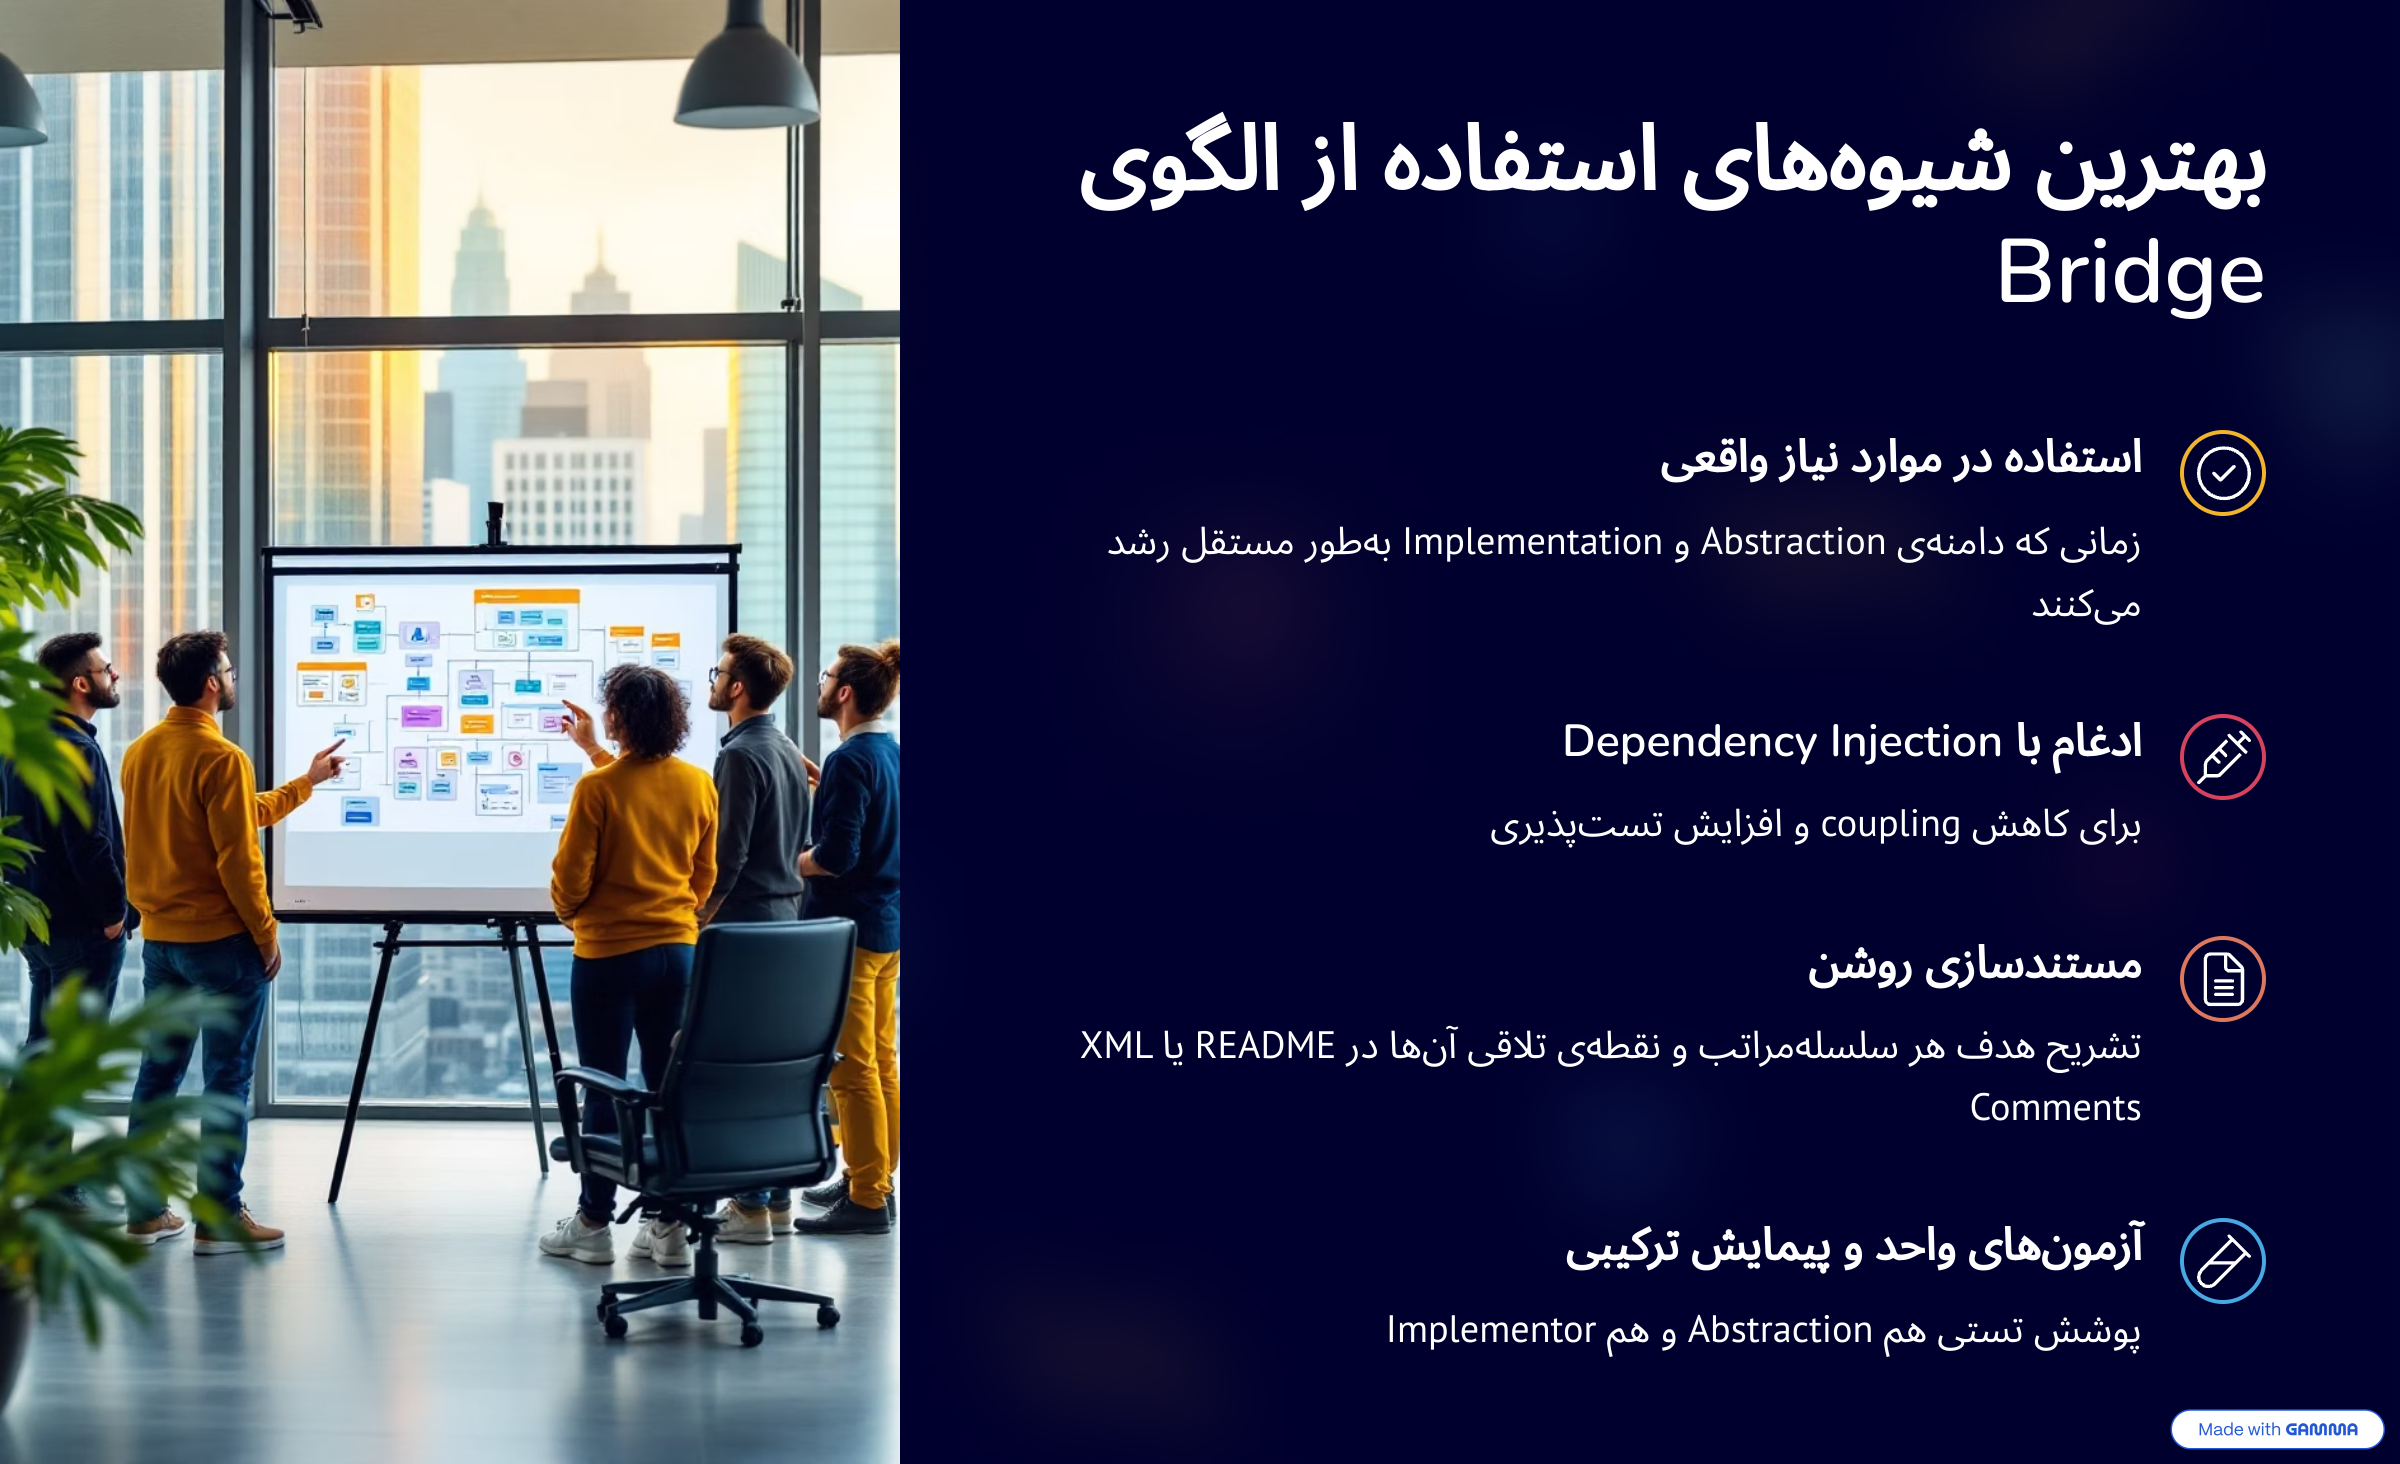 بهترین شیوه‌های استفاده از الگوی
Bridge
استفاده در موارد نیاز واقعی
زمانی که دامنه‌ی Abstraction و Implementation به‌طور مستقل رشد
می‌کنند
ادغام با Dependency Injection
برای کاهش coupling و افزایش تست‌پذیری
مستندسازی روشن
تشریح هدف هر سلسله‌مراتب و نقطه‌ی تلاقی آن‌ها در README یا XML
Comments
آزمون‌های واحد و پیمایش ترکیبی
پوشش تستی هم Abstraction و هم Implementor
Made with GAMMA